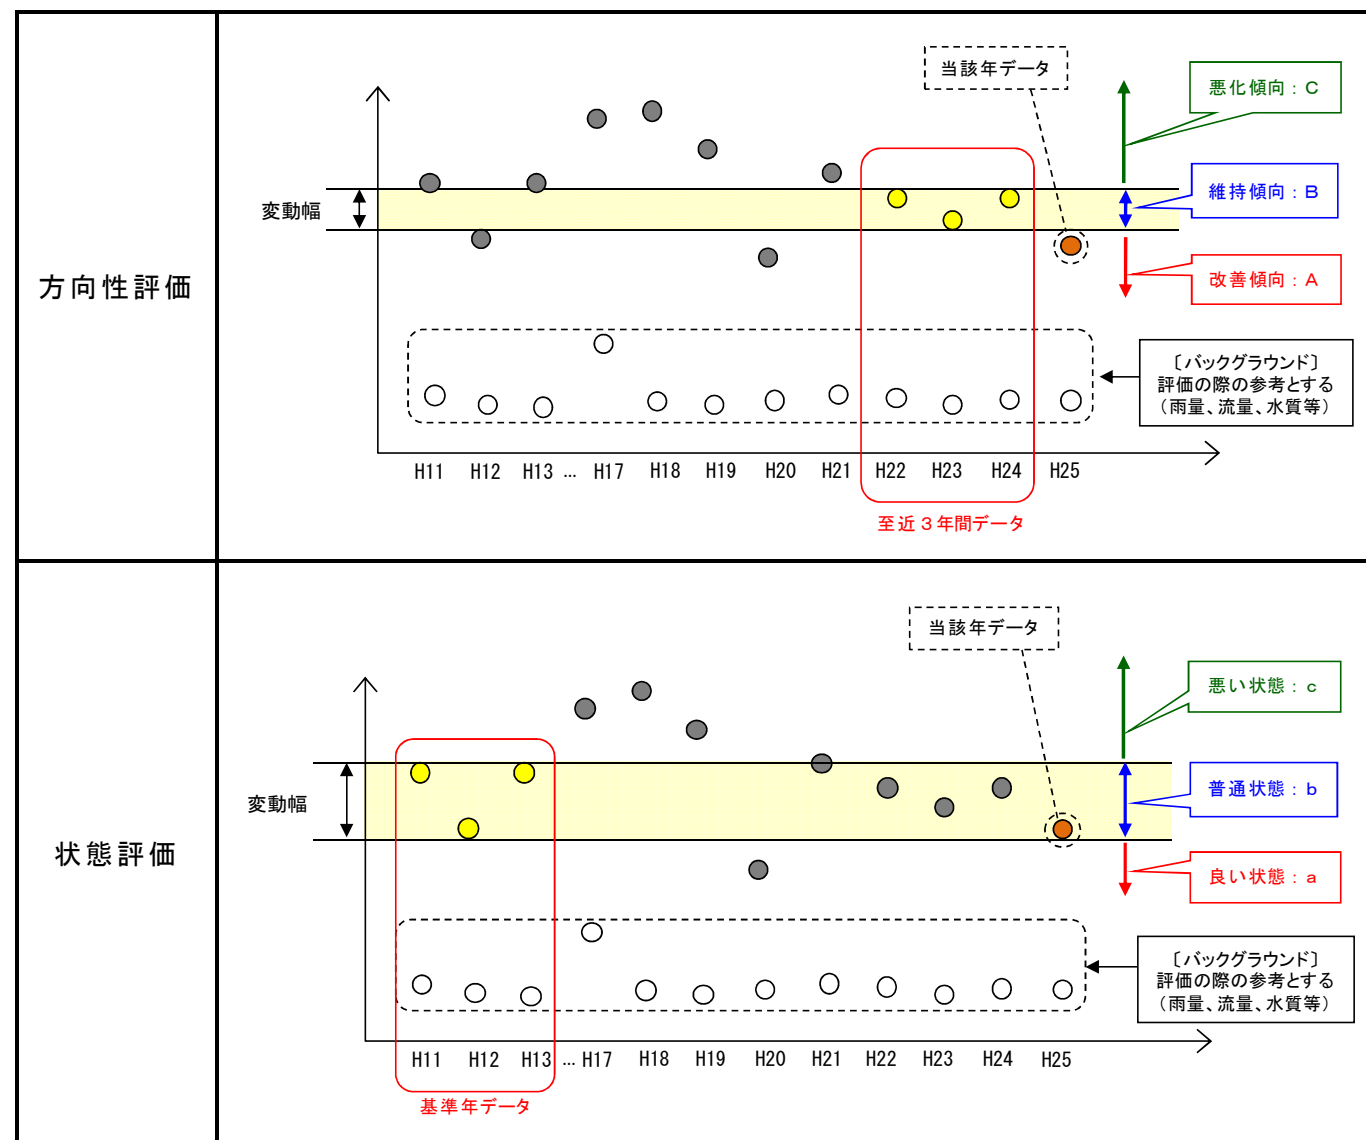 方向性評価
当該年データ
悪化傾向：C
維持傾向：B
改善傾向：A
変動幅
〔バックグラウンド〕
評価の際の参考とする
（雨量、流量、水質等）
H11 H12 H13 … H17 H18 H19 H20 H21 H22 H23 H24 H25
至近３年間データ
状態評価
当該年データ
悪い状態：c
普通状態：b
良い状態：a
変動幅
〔バックグラウンド〕
評価の際の参考とする
（雨量、流量、水質等）
H11 H12 H13 … H17 H18 H19 H20 H21 H22 H23 H24 H25
基準年データ